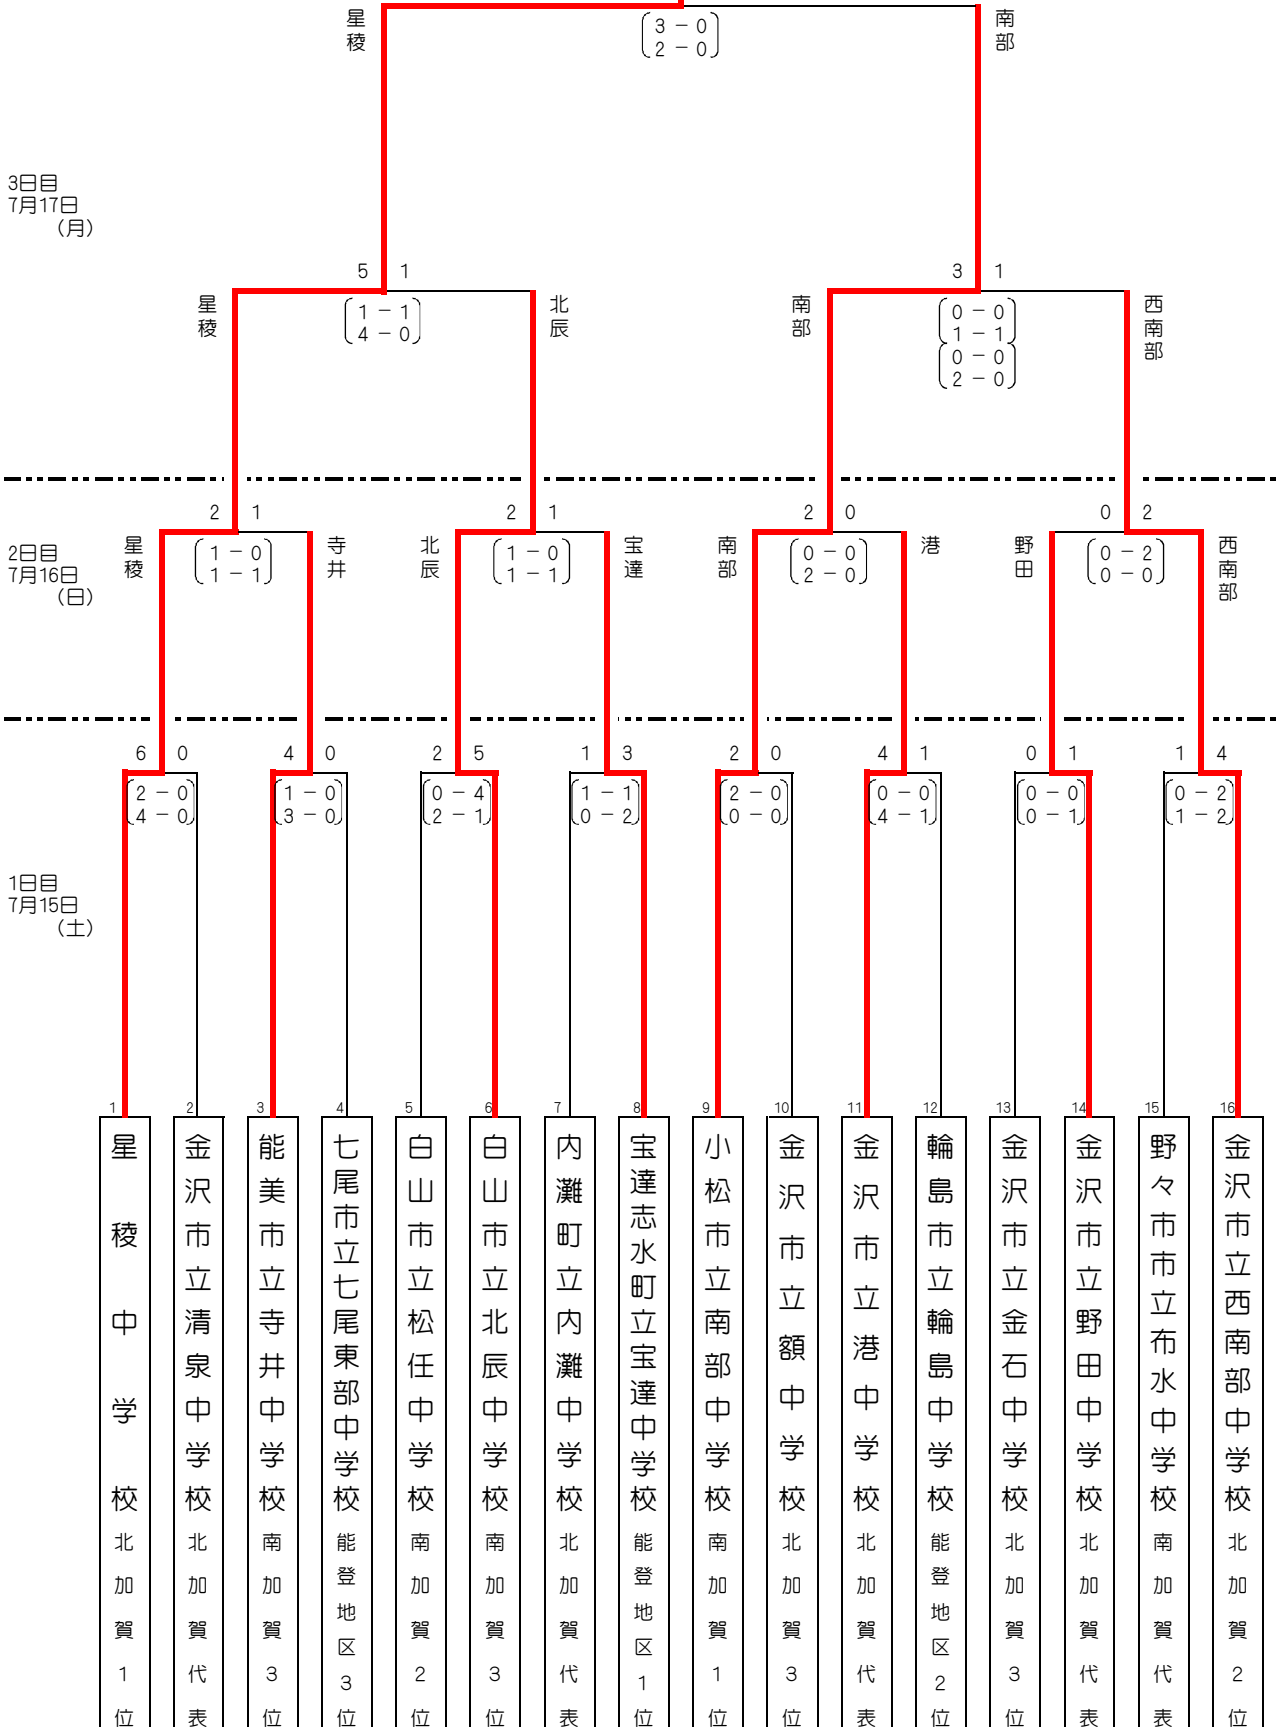 星稜
3 - 0
2 - 0
南部
3日目
7月17日
(月)
5 1
3 1
星稜
1 - 1
4 - 0
北辰
南部
0 - 0
1 - 1
0 - 0
2 - 0
西南部
2 1
2 1
2 0
0 2
2日目
7月16日
(日)
星稜
1 - 0
1 - 1
寺井
北辰
1 - 0
1 - 1
宝達
南部
0 - 0
2 - 0
港
野田
0 - 2
0 - 0
西南部
6 0
4 0
2 5
1 3
2 0
4 1
0 1
1 4
2 - 0
4 - 0
1 - 0
3 - 0
0 - 4
2 - 1
1 - 1
0 - 2
2 - 0
0 - 0
0 - 0
4 - 1
0 - 0
0 - 1
0 - 2
1 - 2
1日目
7月15日
(土)
1
星稜中学校
北加賀1位
2
金沢市立清泉中学校
北加賀代表
3
能美市立寺井中学校
南加賀3位
4
七尾市立七尾東部中学校
能登地区3位
5
白山市立松任中学校
南加賀2位
6
白山市立北辰中学校
南加賀3位
7
内灘町立内灘中学校
北加賀代表
8
宝達志水町立宝達中学校
能登地区1位
9
小松市立南部中学校
南加賀1位
10
金沢市立額中学校
北加賀3位
11
金沢市立港中学校
北加賀代表
12
輪島市立輪島中学校
能登地区2位
13
金沢市立金石中学校
北加賀3位
14
金沢市立野田中学校
北加賀代表
15
野々市市立布水中学校
南加賀代表
16
金沢市立西南部中学校
北加賀2位